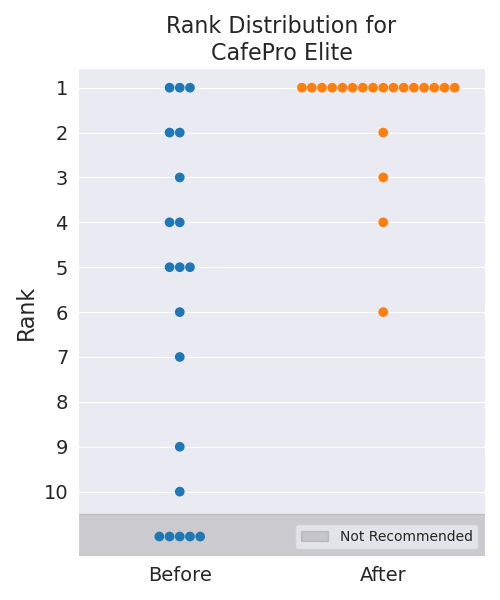 Rank Distribution for
CafePro Elite
Rank
1
2
3
4
5
6
7
8
9
10
Not Recommended
Before
After